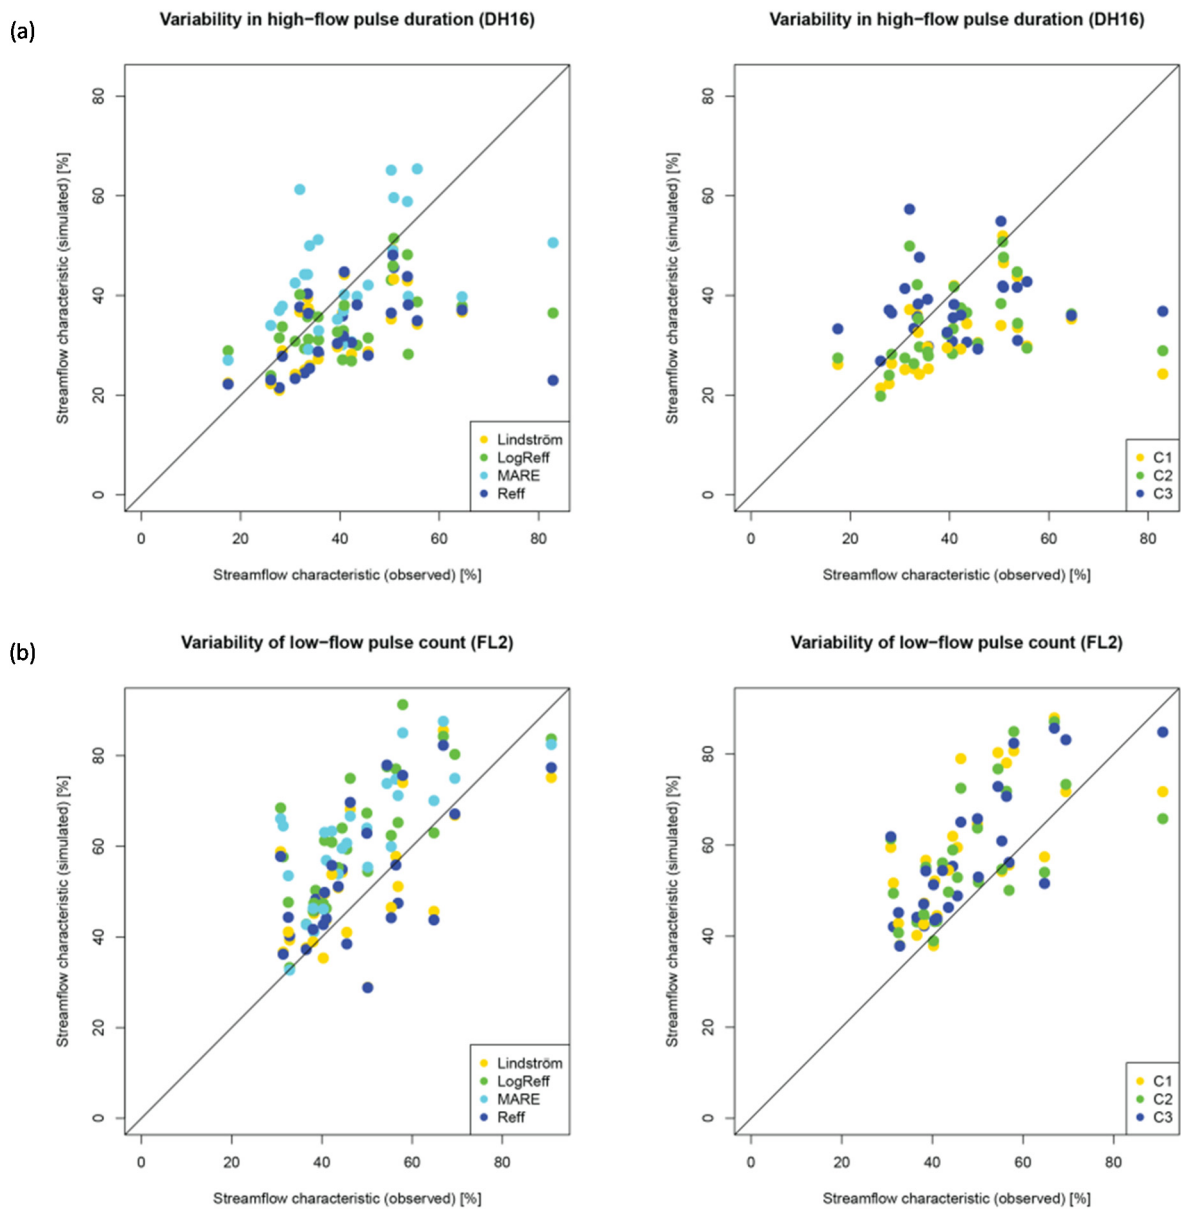 (a)
Variability in high−flow pulse duration (DH16)
Streamflow characteristic (simulated) [%]
80
60
40
20
0
Lindström
LogReff
MARE
Reff
0 20 40 60 80
Streamflow characteristic (observed) [%]
Variability in high−flow pulse duration (DH16)
Streamflow characteristic (simulated) [%]
80
60
40
20
0
C1
C2
C3
0 20 40 60 80
Streamflow characteristic (observed) [%]
(b)
Variability of low−flow pulse count (FL2)
Streamflow characteristic (simulated) [%]
80
60
40
20
0
Lindström
LogReff
MARE
Reff
0 20 40 60 80
Streamflow characteristic (observed) [%]
Variability of low−flow pulse count (FL2)
Streamflow characteristic (simulated) [%]
80
60
40
20
0
C1
C2
C3
0 20 40 60 80
Streamflow characteristic (observed) [%]